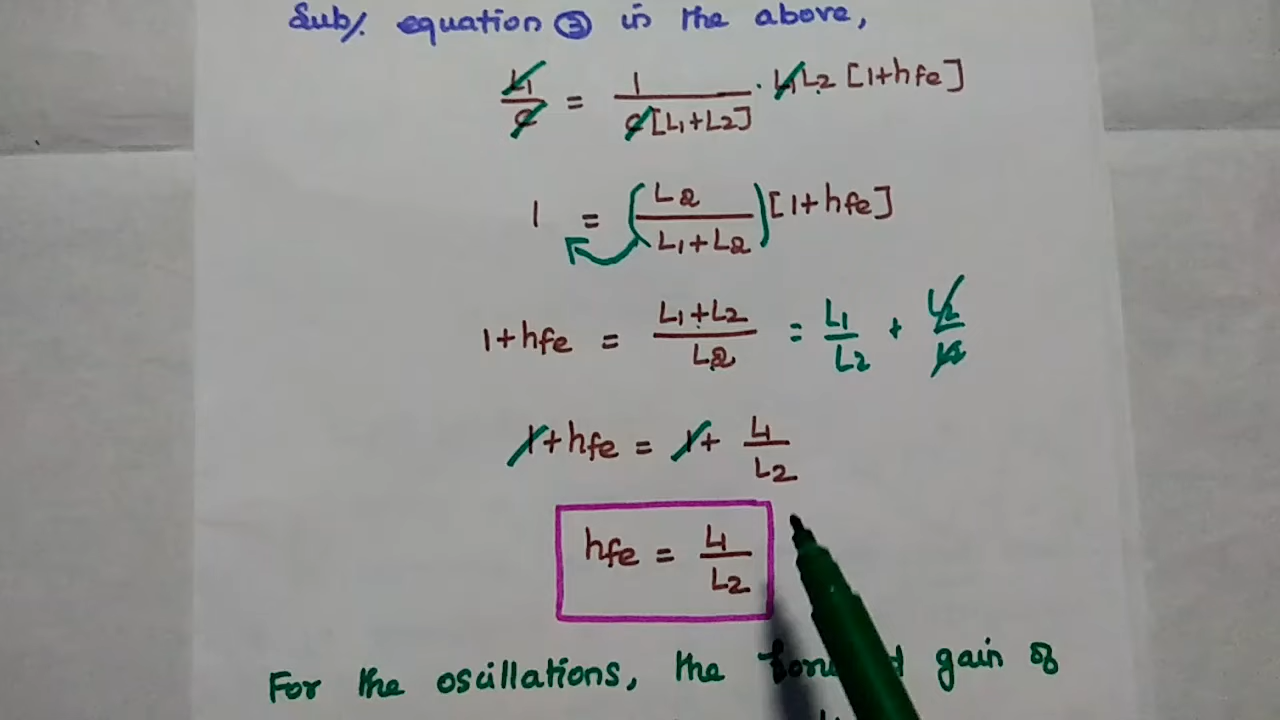 Sub/. equation ③ in the above,
L1/C = 1/C[L1+L2] . L1L2 [1+hfe]
1 = (L2/L1+L2) [1+hfe]
1+hfe = L1+L2/L2 = L1/L2 + L2/L2
1+hfe = 1+ L1/L2
hfe = L1/L2
For the oscillations, the gain of